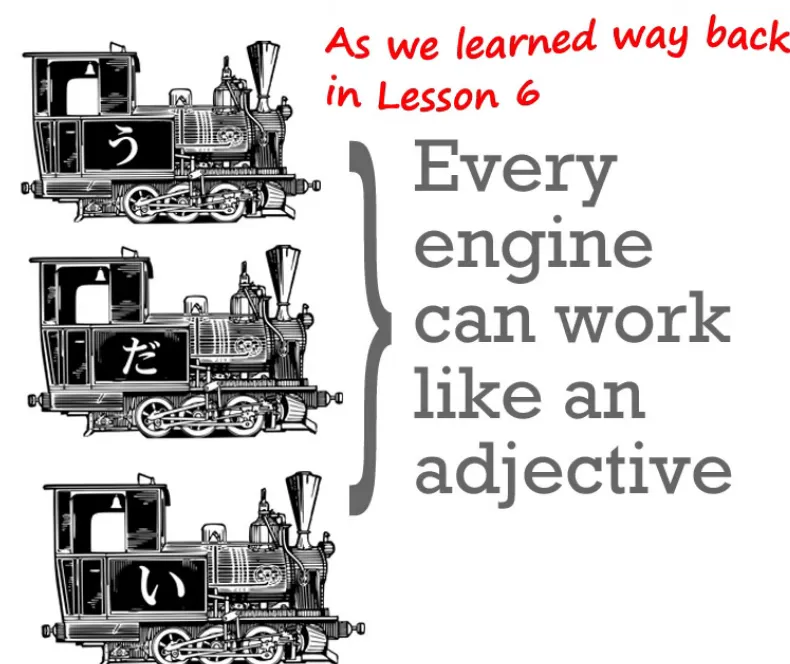 As we learned way back
in Lesson 6
う
Every
engine
can work
like an
adjective
だ
い